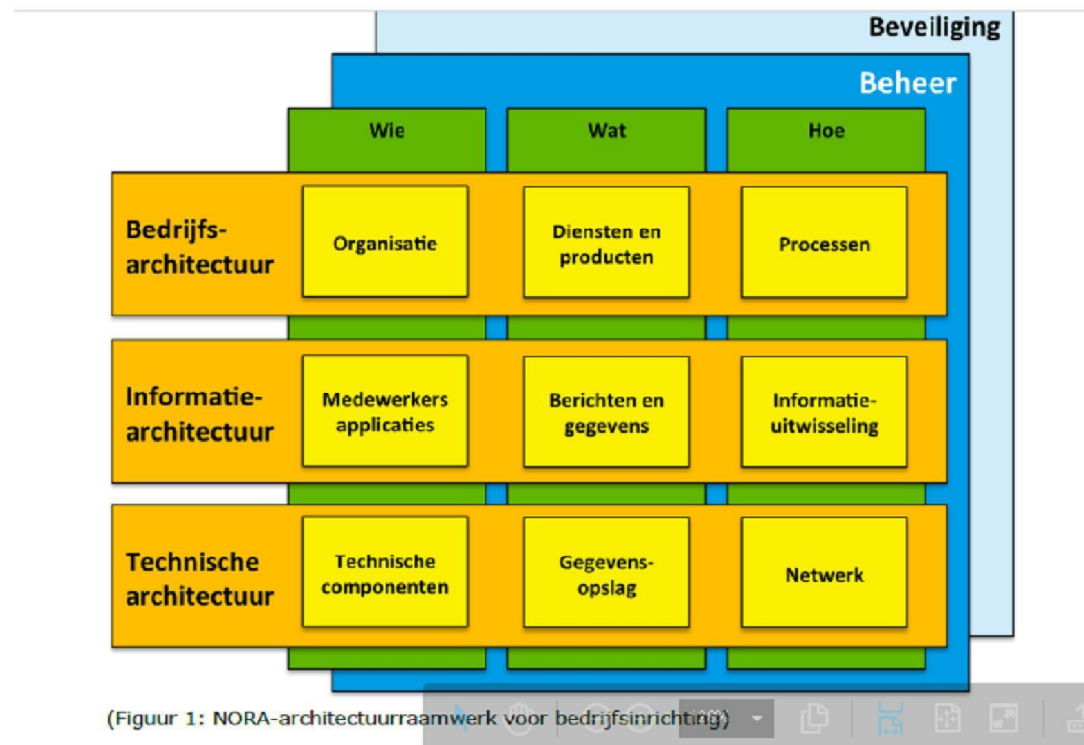 Beveiliging
Beheer
Wie
Wat
Hoe
Bedrijfs-
architectuur
Organisatie
Diensten en
producten
Processen
Informatie-
architectuur
Medewerkers
applicaties
Berichten en
gegevens
Informatie-
uitwisseling
Technische
architectuur
Technische
componenten
Gegevens-
opslag
Netwerk
(Figuur 1: NORA-architectuurraamwerk voor bedrijfsinrichting)